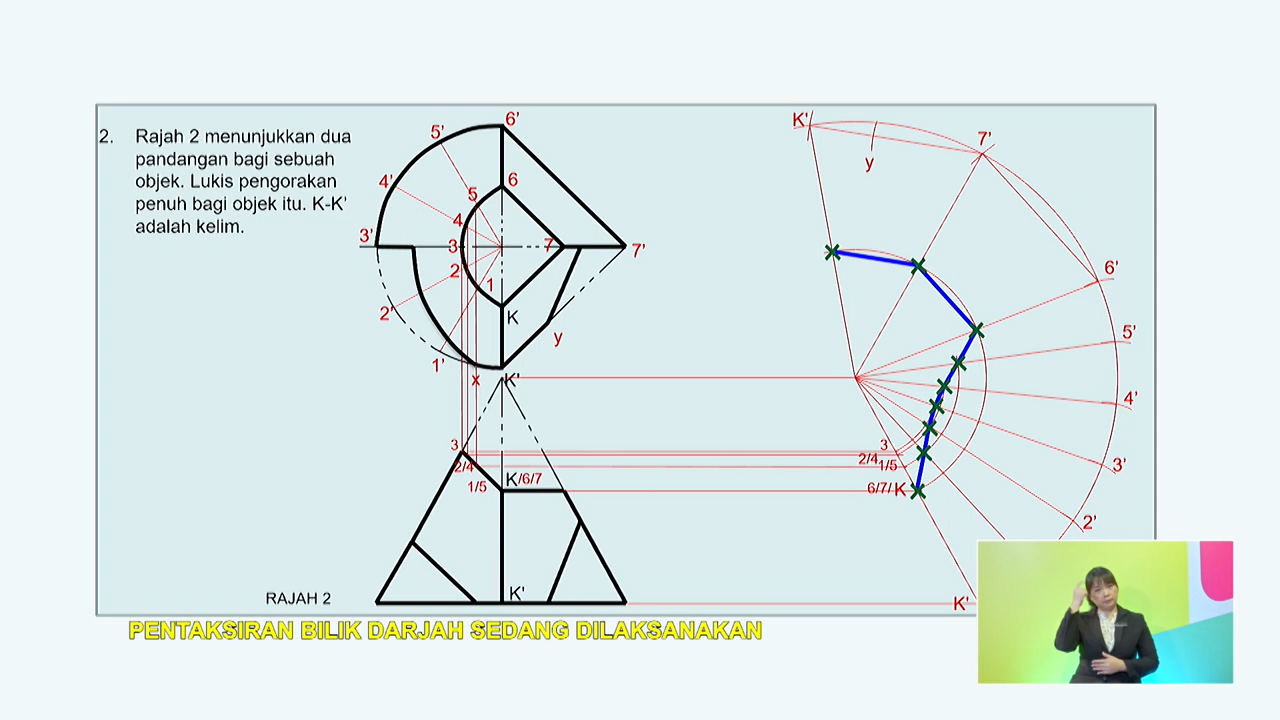 2. Rajah 2 menunjukkan dua
pandangan bagi sebuah
objek. Lukis pengorakan
penuh bagi objek itu. K-K'
adalah kelim.
6'
5'
6
4'
5
4
3'
3
7
7'
2
1
2'
K
y
1'
x
K'
3
2/4
K/6/7
1/5
K'
RAJAH 2
K'
y
7'
6'
5'
4'
3'
2'
3
2/4
1/5
6/7/K
K'
PENTAKSIRAN BILIK DARJAH SEDANG DILAKSANAKAN